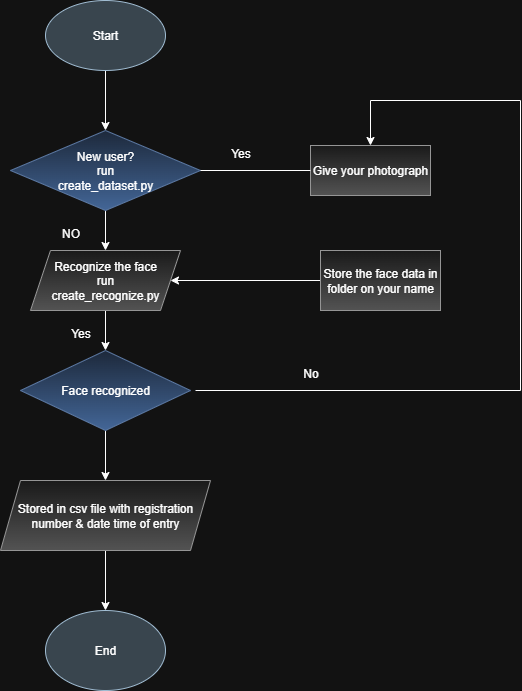 Start
New user?
run
create_dataset.py
Yes
Give your photograph
NO
Recognize the face
run
create_recognize.py
Store the face data in
folder on your name
Yes
Face recognized
No
Stored in csv file with registration
number & date time of entry
End